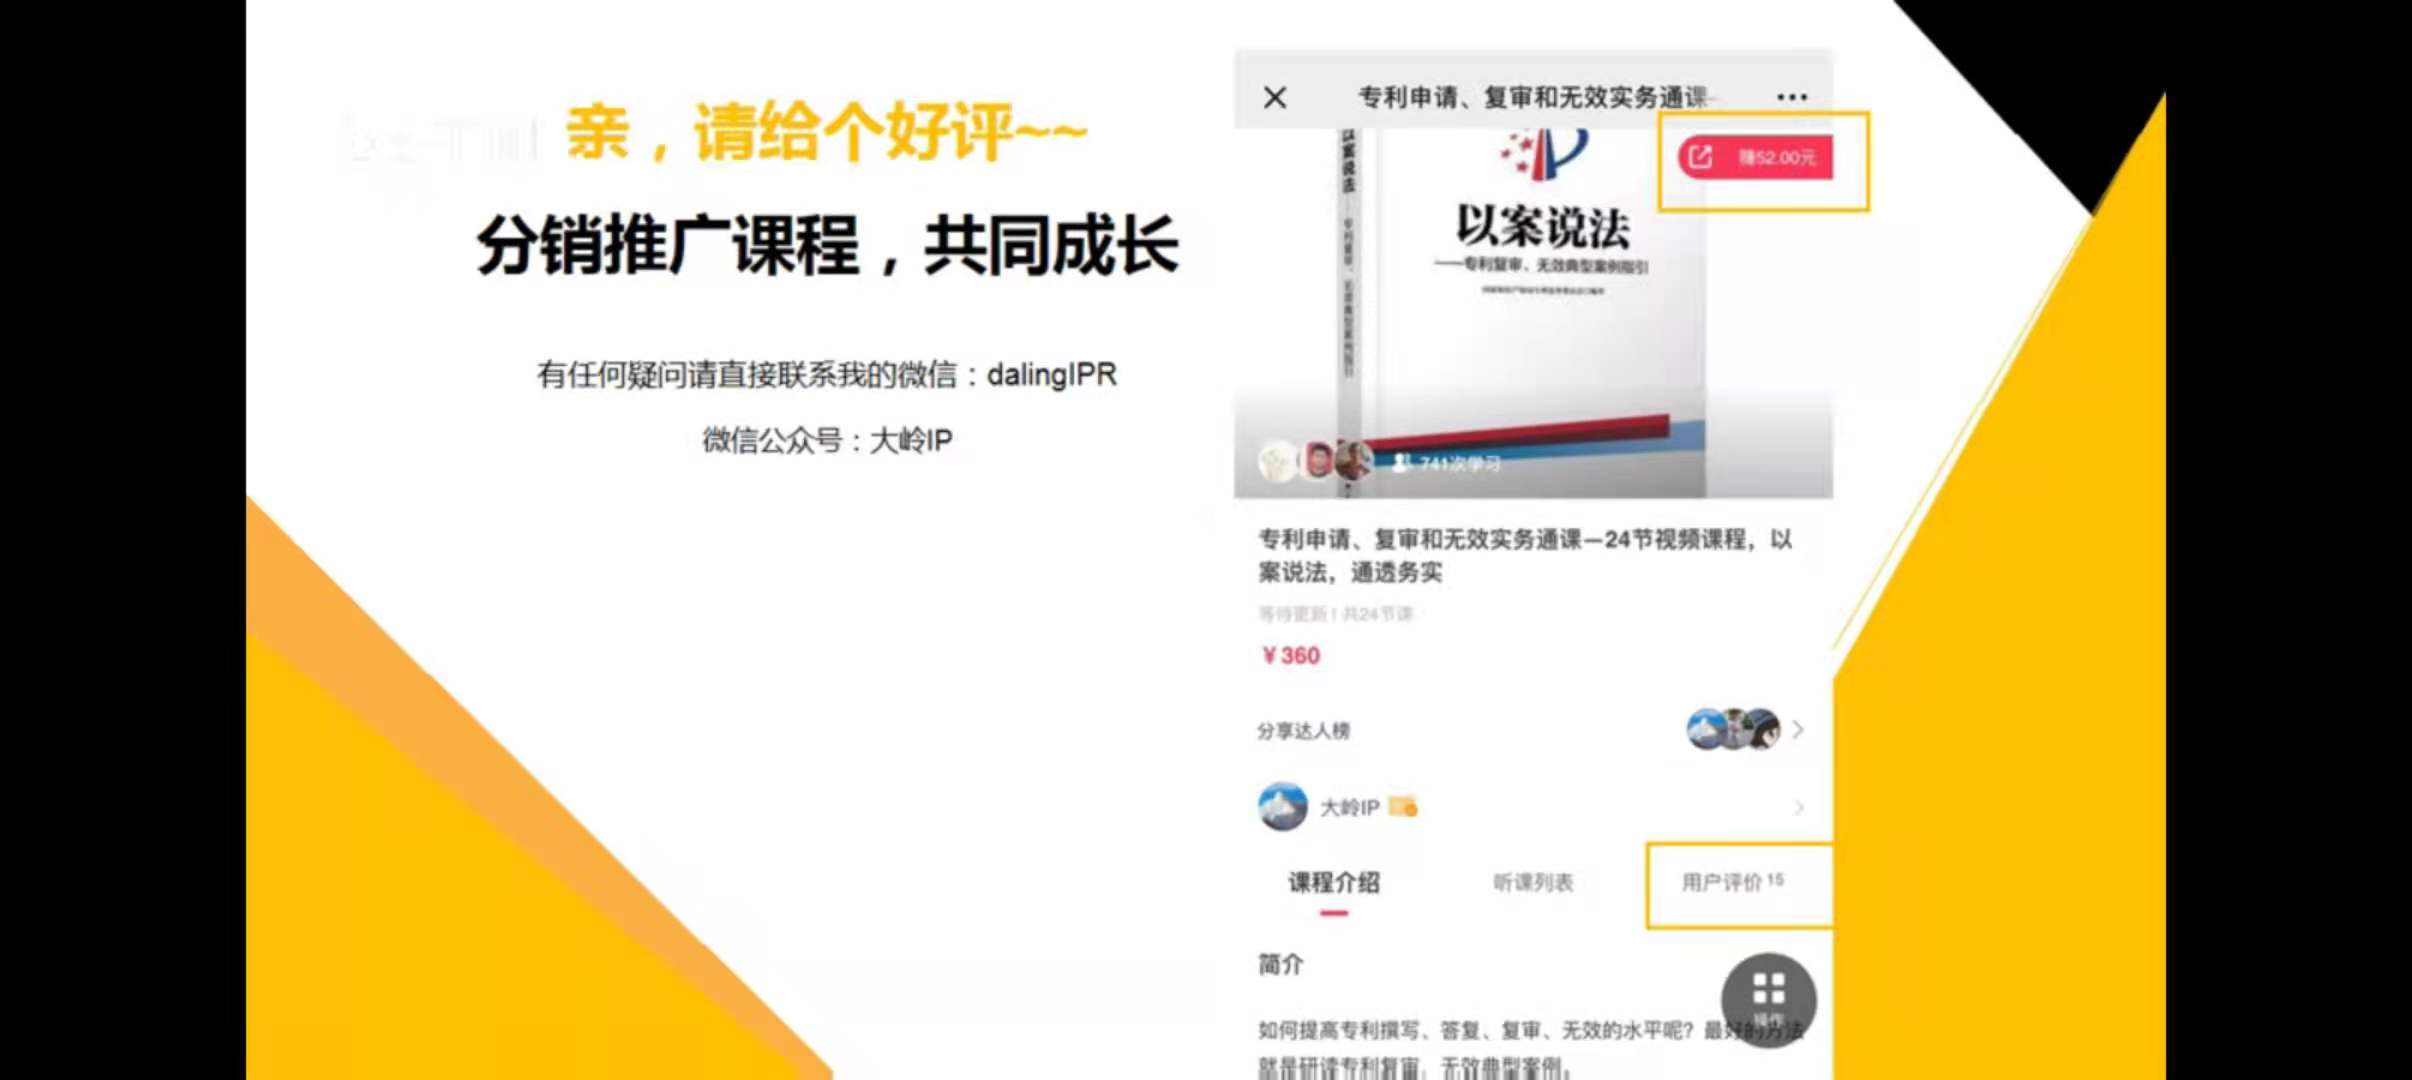 亲，请给个好评~~
分销推广课程，共同成长
有任何疑问请直接联系我的微信：dalingIPR
微信公众号：大岭IP
专利申请、复审和无效实务通课
赚52.00元
以案说法
——专利复审、无效典型案例指引
以案说法
741次学习
专利申请、复审和无效实务通课—24节视频课程，以
案说法，通透务实
等待更新 | 共24节课
￥360
分享达人榜
大岭IP
课程介绍
听课列表
用户评价 15
简介
操作
如何提高专利撰写、答复、复审、无效的水平呢？最好的方法
就是研读专利复审、无效典型案例。